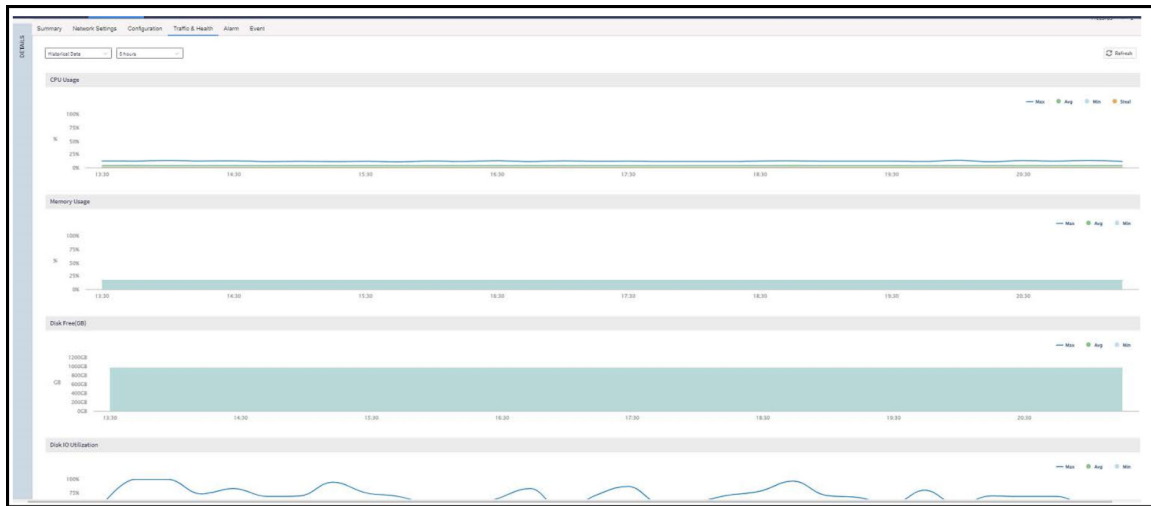 DETAILS
Summary Network Settings Configuration Traffic & Health Alarm Event
Historical Data 8 hours Refresh
CPU Usage
Max Avg Min Steal
100%
75%
%
50%
25%
0%
13:30 14:30 15:30 16:30 17:30 18:30 19:30 20:30
Memory Usage
Max Avg Min
100%
75%
%
50%
25%
0%
13:30 14:30 15:30 16:30 17:30 18:30 19:30 20:30
Disk Free(GB)
Max Avg Min
1200GB
1000GB
800GB
GB
600GB
400GB
200GB
0GB
13:30 14:30 15:30 16:30 17:30 18:30 19:30 20:30
Disk IO Utilization
Max Avg Min
100%
75%